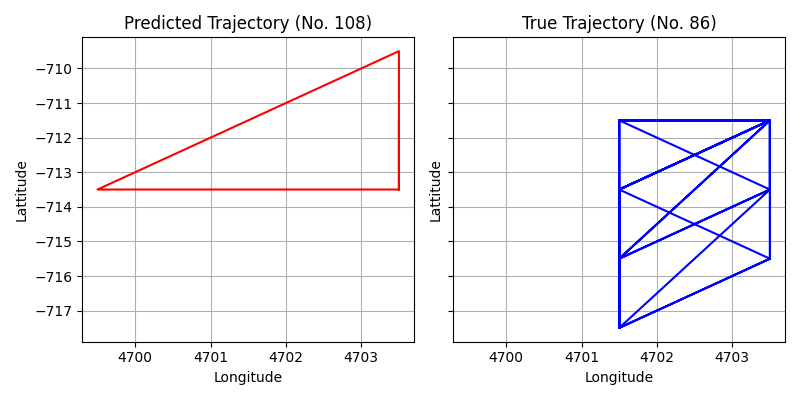 Predicted Trajectory (No. 108)
−710
−711
−712
−713
−714
−715
−716
−717
Lattitude
4700 4701 4702 4703
Longitude
True Trajectory (No. 86)
Lattitude
4700 4701 4702 4703
Longitude